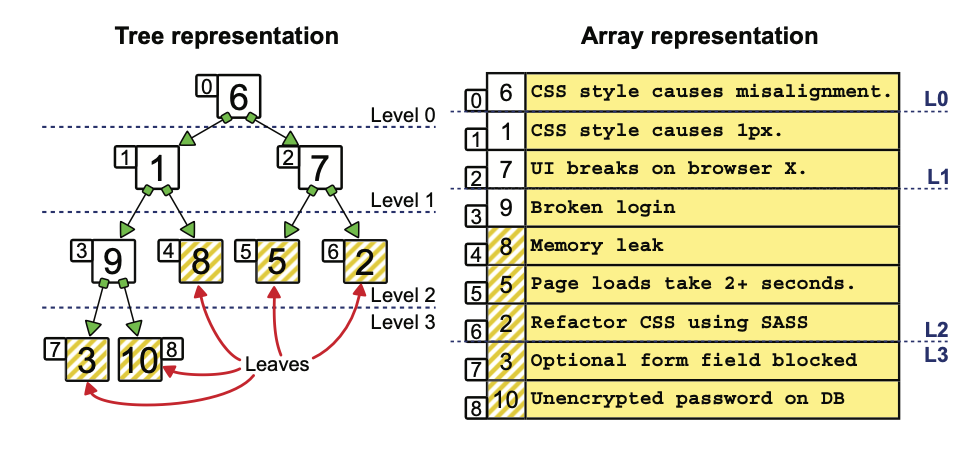 Tree representation
0 6
Level 0
1 1
2 7
Level 1
3 9
4 8
5 5
6 2
Level 2
Level 3
7 3
10 8
Leaves
Array representation
0 6 CSS style causes misalignment.
L0
1 1 CSS style causes 1px.
2 7 UI breaks on browser X.
L1
3 9 Broken login
4 8 Memory leak
5 5 Page loads take 2+ seconds.
6 2 Refactor CSS using SASS
L2
L3
7 3 Optional form field blocked
8 10 Unencrypted password on DB